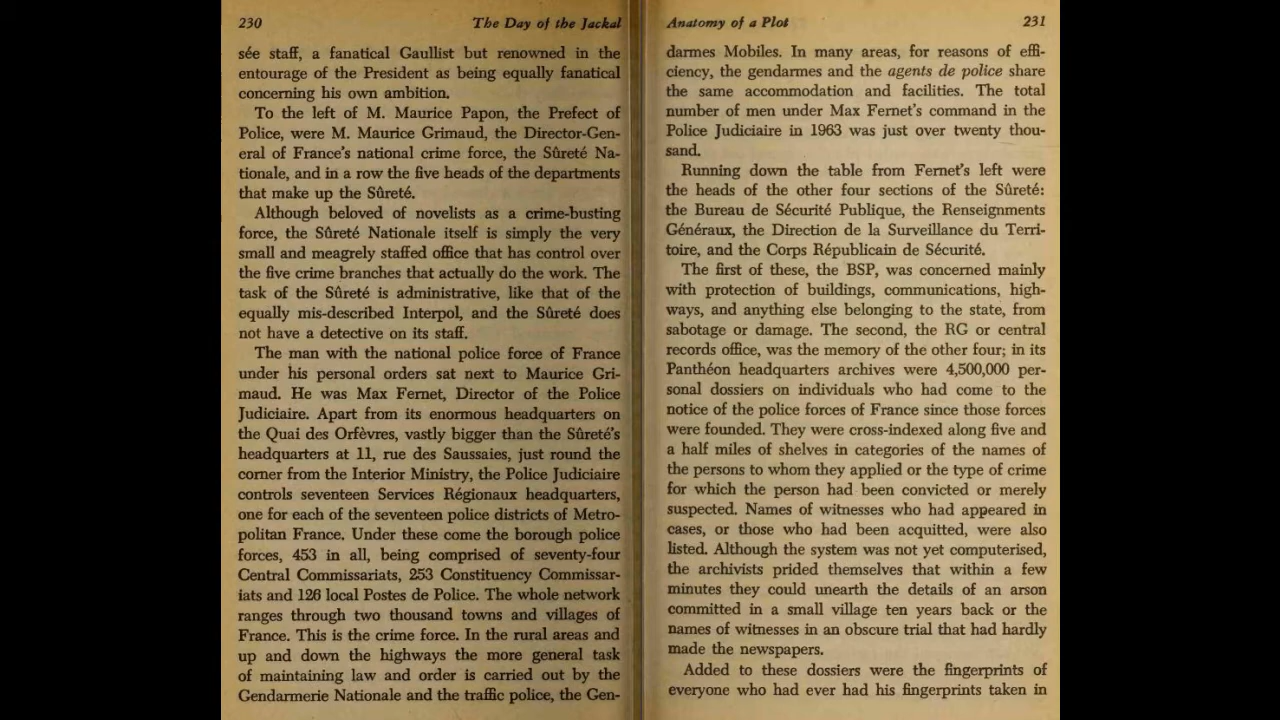 230 The Day of the Jackal
sée staff, a fanatical Gaullist but renowned in the
entourage of the President as being equally fanatical
concerning his own ambition.
To the left of M. Maurice Papon, the Prefect of
Police, were M. Maurice Grimaud, the Director-Gen-
eral of France's national crime force, the Sûreté Na-
tionale, and in a row the five heads of the departments
that make up the Sûreté.
Although beloved of novelists as a crime-busting
force, the Sûreté Nationale itself is simply the very
small and meagrely staffed office that has control over
the five crime branches that actually do the work. The
task of the Sûreté is administrative, like that of the
equally mis-described Interpol, and the Sûreté does
not have a detective on its staff.
The man with the national police force of France
under his personal orders sat next to Maurice Gri-
maud. He was Max Fernet, Director of the Police
Judiciaire. Apart from its enormous headquarters on
the Quai des Orfèvres, vastly bigger than the Sûreté's
headquarters at 11, rue des Saussaies, just round the
corner from the Interior Ministry, the Police Judiciaire
controls seventeen Services Régionaux headquarters,
one for each of the seventeen police districts of Metro-
politan France. Under these come the borough police
forces, 453 in all, being comprised of seventy-four
Central Commissariats, 253 Constituency Commissar-
iats and 126 local Postes de Police. The whole network
ranges through two thousand towns and villages of
France. This is the crime force. In the rural areas and
up and down the highways the more general task
of maintaining law and order is carried out by the
Gendarmerie Nationale and the traffic police, the Gen-
Anatomy of a Plot 231
darmes Mobiles. In many areas, for reasons of effi-
ciency, the gendarmes and the agents de police share
the same accommodation and facilities. The total
number of men under Max Fernet's command in the
Police Judiciaire in 1963 was just over twenty thou-
sand.
Running down the table from Fernet's left were
the heads of the other four sections of the Sûreté:
the Bureau de Sécurité Publique, the Renseignments
Généraux, the Direction de la Surveillance du Terri-
toire, and the Corps Républicain de Sécurité.
The first of these, the BSP, was concerned mainly
with protection of buildings, communications, high-
ways, and anything else belonging to the state, from
sabotage or damage. The second, the RG or central
records office, was the memory of the other four; in its
Panthéon headquarters archives were 4,500,000 per-
sonal dossiers on individuals who had come to the
notice of the police forces of France since those forces
were founded. They were cross-indexed along five and
a half miles of shelves in categories of the names of
the persons to whom they applied or the type of crime
for which the person had been convicted or merely
suspected. Names of witnesses who had appeared in
cases, or those who had been acquitted, were also
listed. Although the system was not yet computerised,
the archivists prided themselves that within a few
minutes they could unearth the details of an arson
committed in a small village ten years back or the
names of witnesses in an obscure trial that had hardly
made the newspapers.
Added to these dossiers were the fingerprints of
everyone who had ever had his fingerprints taken in